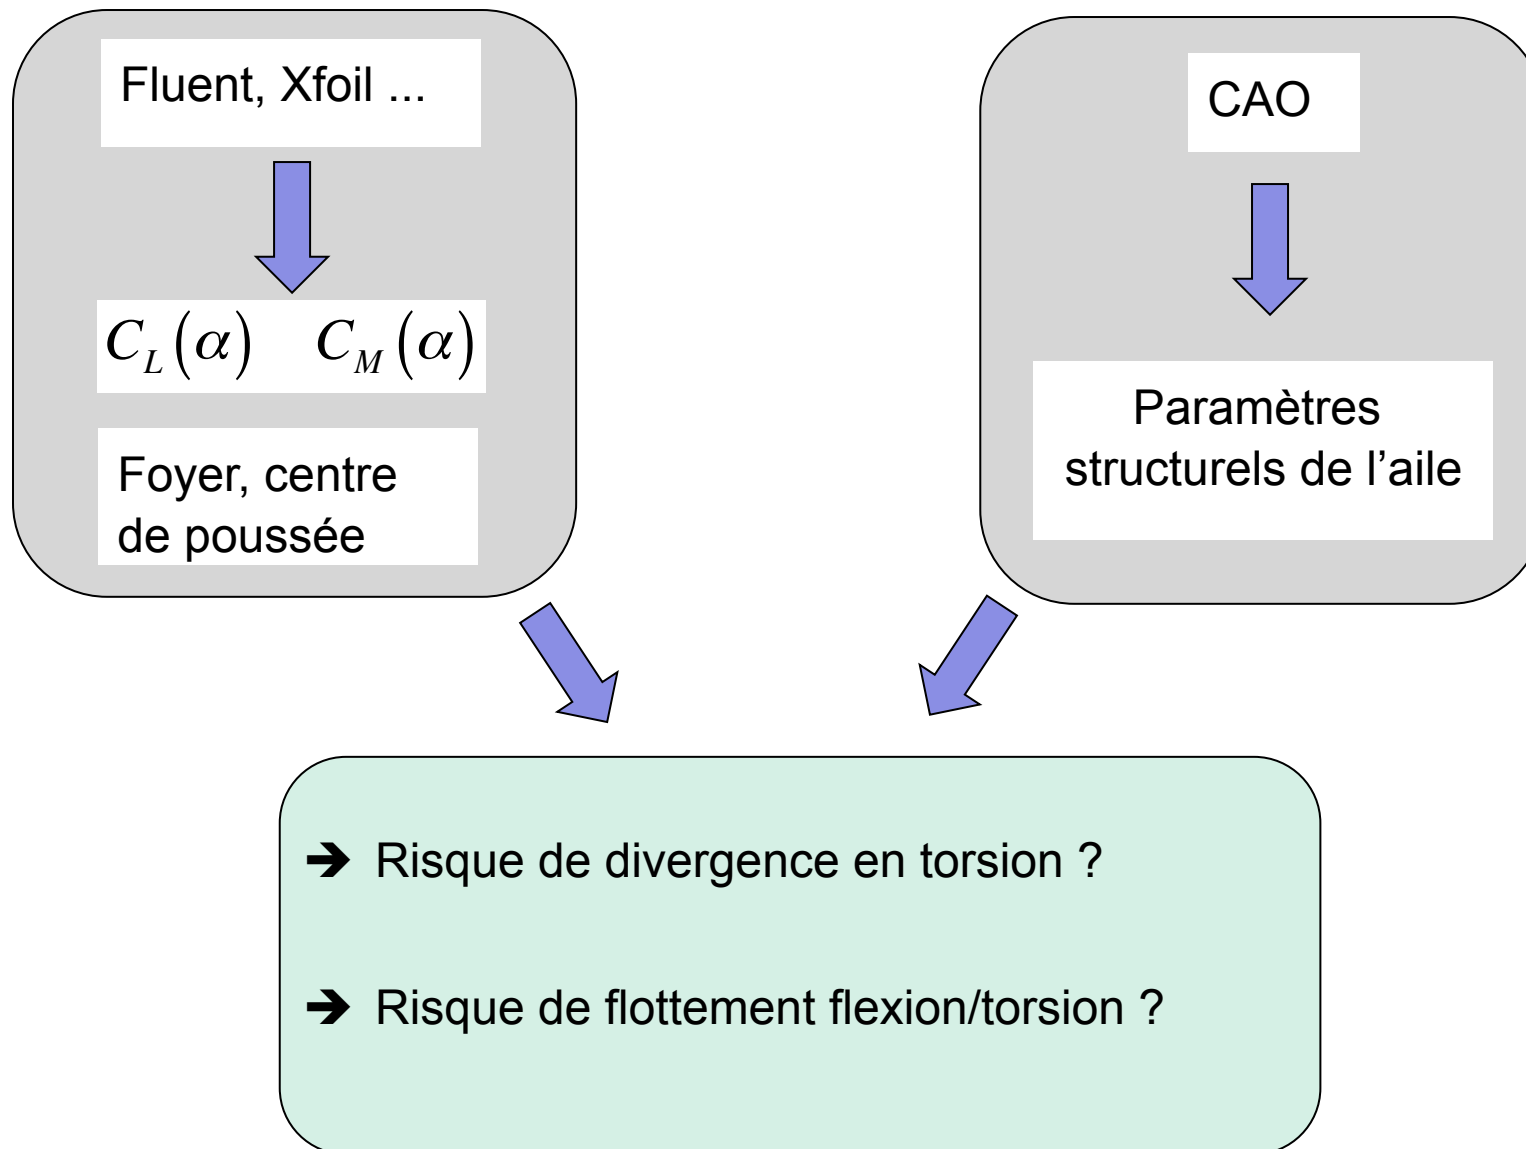 Fluent, Xfoil ...
C_L(α) C_M(α)
Foyer, centre
de poussée
CAO
Paramètres
structurels de l’aile
➔ Risque de divergence en torsion ?
➔ Risque de flottement flexion/torsion ?